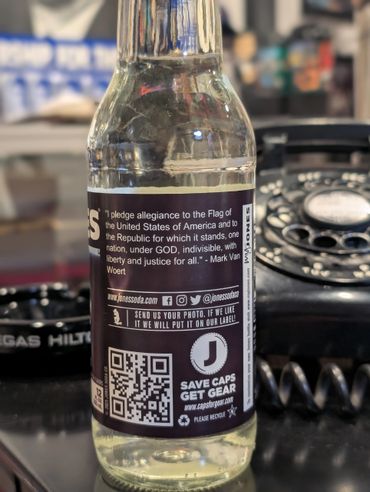 "I pledge allegiance to the Flag of
the United States of America and to
the Republic for which it stands, one
nation, under GOD, indivisible, with
liberty and justice for all." - Mark Van
Woert
www.jonessoda.com @jonessodaco
SEND US YOUR PHOTO. IF WE LIKE
IT WE WILL PUT IT ON OUR LABEL!
J
SAVE CAPS
GET GEAR
www.capsforgear.com
PLEASE RECYCLE
JONES
EGAS HILT